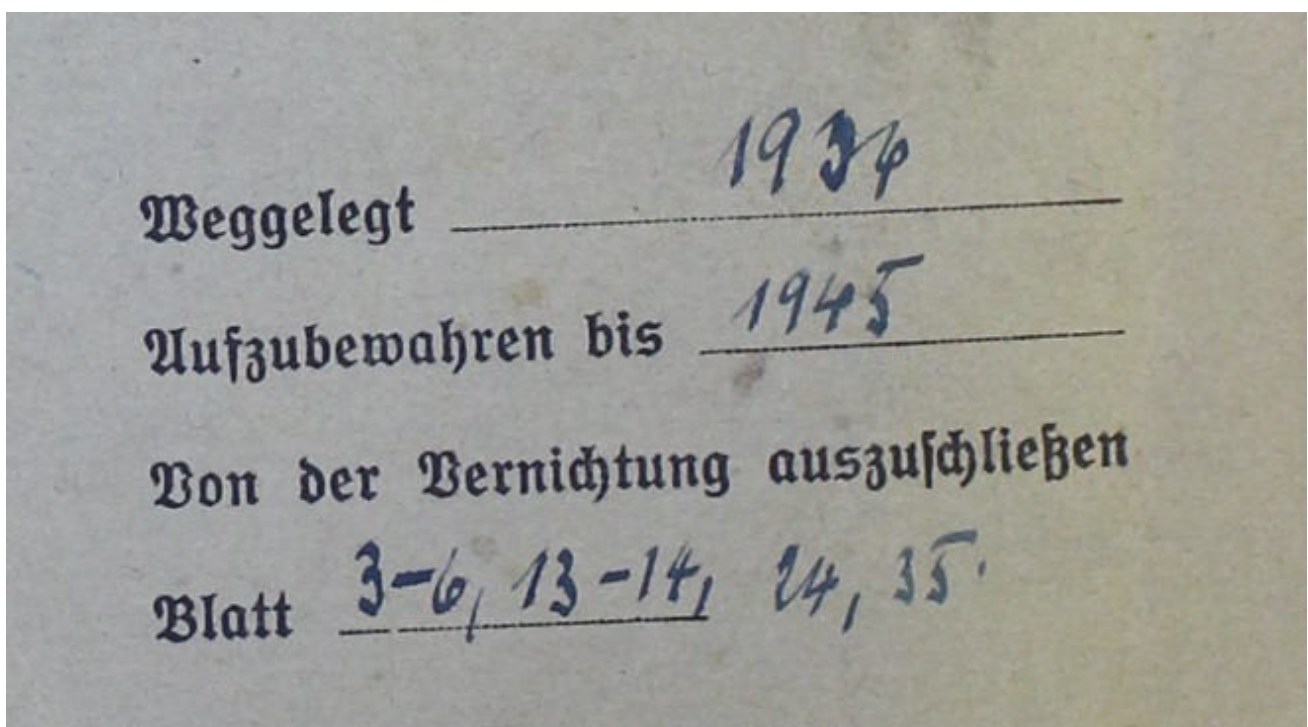 Weggelegt 1934
Aufzubewahren bis 1945
Von der Vernichtung auszuschließen
Blatt 3-6, 13-14, 24, 35.